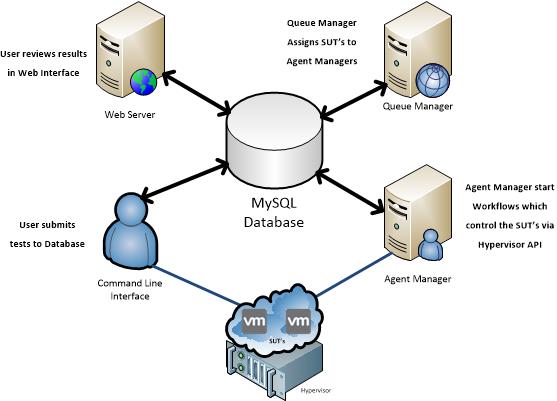 User reviews results
in Web Interface
Web Server
Queue Manager
Assigns SUT's to
Agent Managers
Queue Manager
MySQL
Database
User submits
tests to Database
Command Line
Interface
Agent Manager start
Workflows which
control the SUT's via
Hypervisor API
Agent Manager
vm
vm
SUT's
Hypervisor